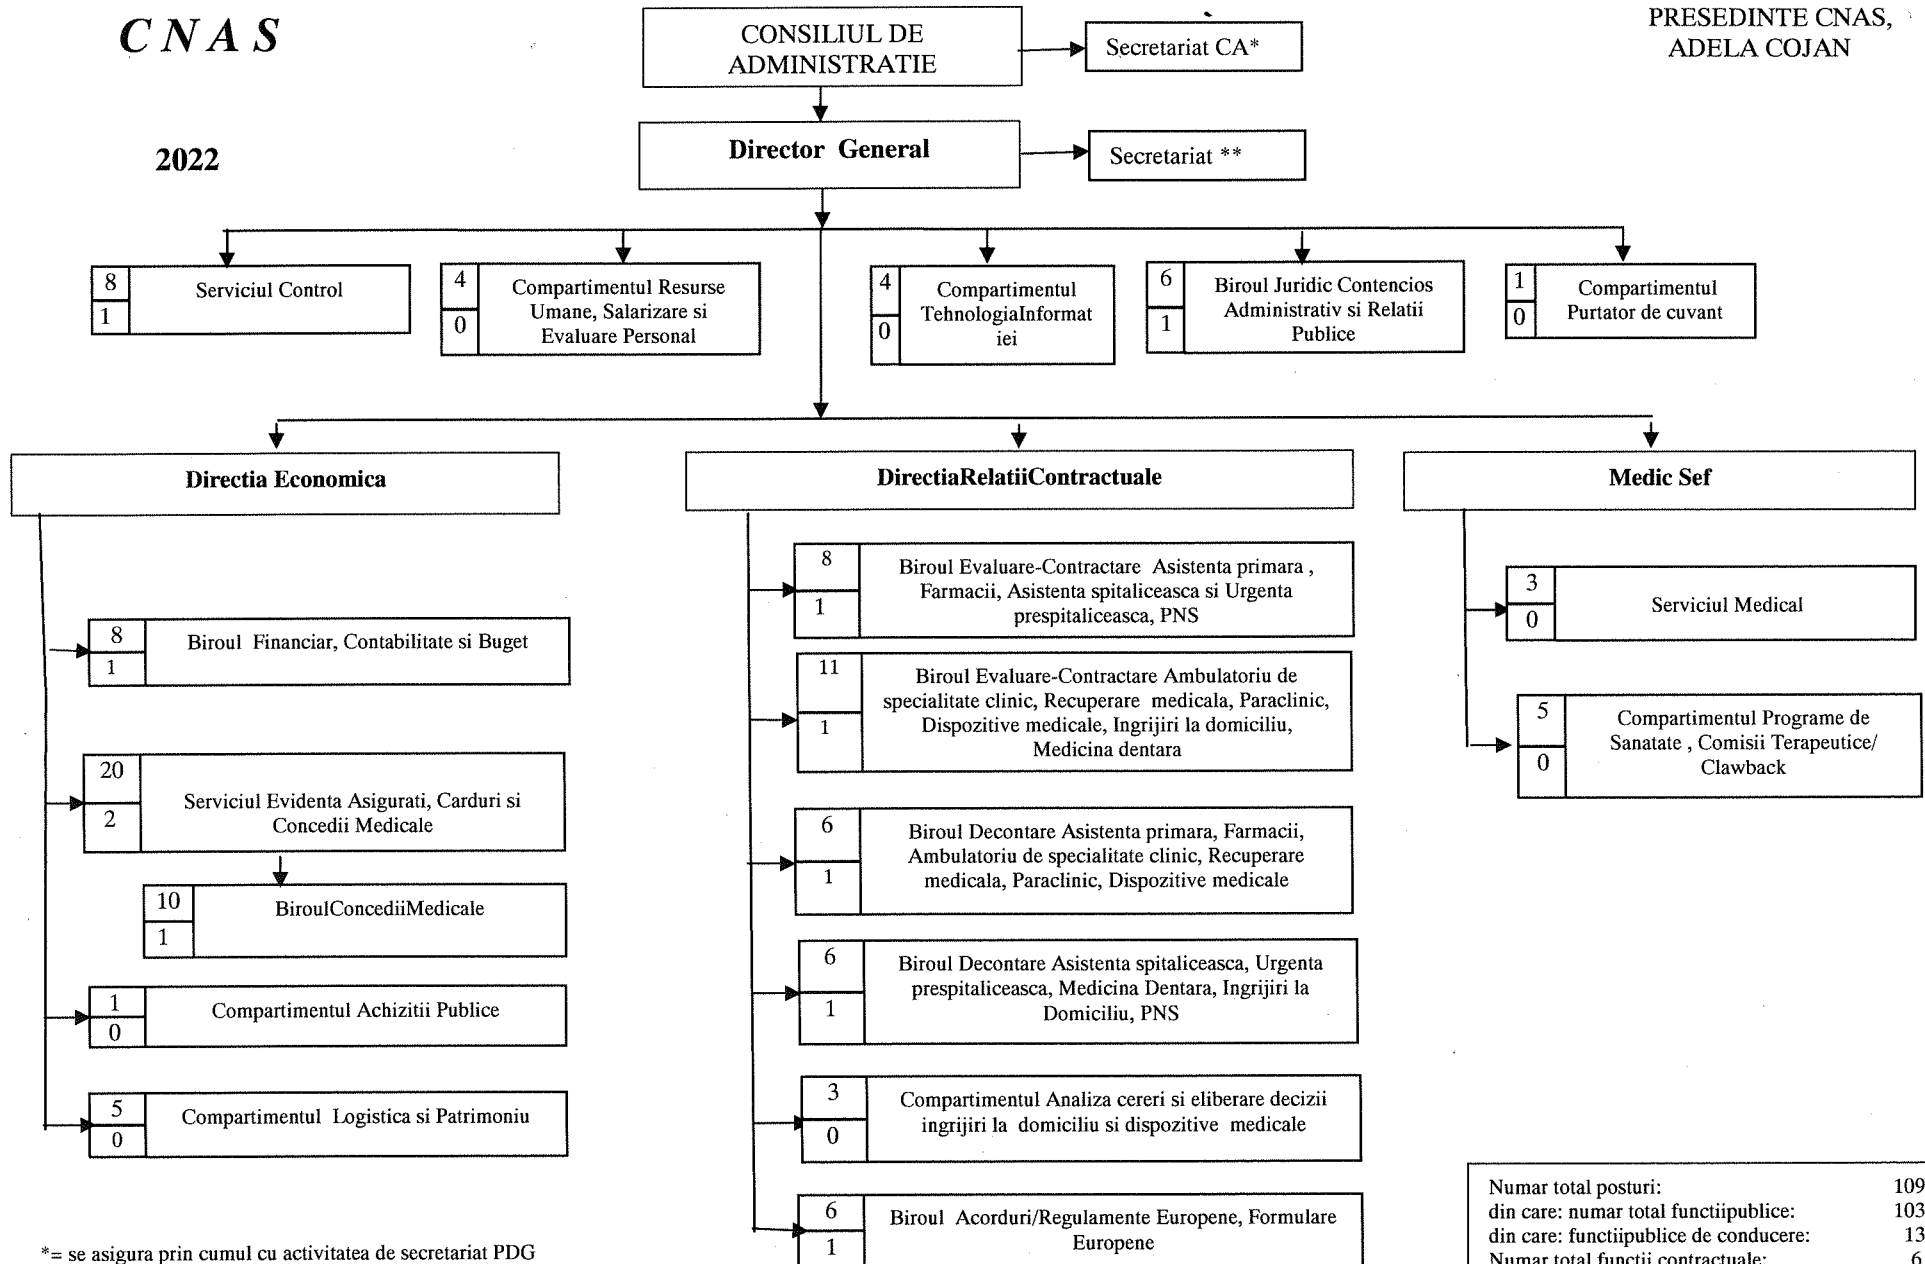 C N A S
CONSILIUL DE
ADMINISTRATIE
Secretariat CA*
PRESEDINTE CNAS,
ADELA COJAN
2022
Director General
Secretariat **
8
1
Serviciul Control
4
0
Compartimentul Resurse
Umane, Salarizare si
Evaluare Personal
4
0
Compartimentul
TehnologiaInformat
iei
6
1
Biroul Juridic Contencios
Administrativ si Relatii
Publice
1
0
Compartimentul
Purtator de cuvant
Directia Economica
8
1
Biroul Financiar, Contabilitate si Buget
20
2
Serviciul Evidenta Asigurati, Carduri si
Concedii Medicale
10
1
BiroulConcediiMedicale
1
0
Compartimentul Achizitii Publice
5
0
Compartimentul Logistica si Patrimoniu
DirectiaRelatiiContractuale
8
1
Biroul Evaluare-Contractare Asistenta primara ,
Farmacii, Asistenta spitaliceasca si Urgenta
prespitaliceasca, PNS
11
1
Biroul Evaluare-Contractare Ambulatoriu de
specialitate clinic, Recuperare medicala, Paraclinic,
Dispozitive medicale, Ingrijiri la domiciliu,
Medicina dentara
6
1
Biroul Decontare Asistenta primara, Farmacii,
Ambulatoriu de specialitate clinic, Recuperare
medicala, Paraclinic, Dispozitive medicale
6
1
Biroul Decontare Asistenta spitaliceasca, Urgenta
prespitaliceasca, Medicina Dentara, Ingrijiri la
Domiciliu, PNS
3
0
Compartimentul Analiza cereri si eliberare decizii
ingrijiri la domiciliu si dispozitive medicale
6
1
Biroul Acorduri/Regulamente Europene, Formulare
Europene
Medic Sef
3
0
Serviciul Medical
5
0
Compartimentul Programe de
Sanatate , Comisii Terapeutice/
Clawback
*= se asigura prin cumul cu activitatea de secretariat PDG
Numar total posturi: 109
din care: numar total functiipublice: 103
din care: functiipublice de conducere: 13
Numar total functii contractuale: 6